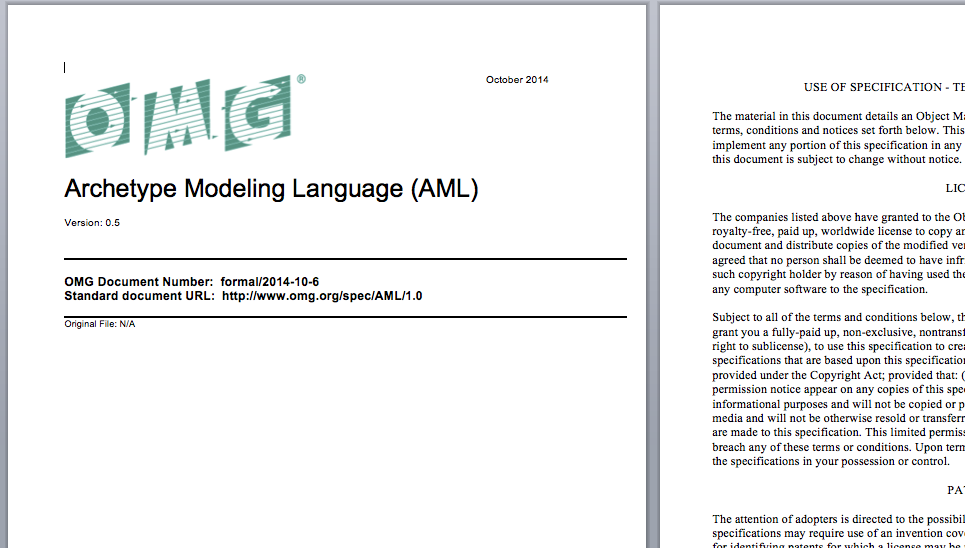 October 2014
OMG®
Archetype Modeling Language (AML)
Version: 0.5
OMG Document Number: formal/2014-10-6
Standard document URL: http://www.omg.org/spec/AML/1.0
Original File: N/A
USE OF SPECIFICATION - TE
The material in this document details an Object Ma
terms, conditions and notices set forth below. This
implement any portion of this specification in any
this document is subject to change without notice.
LIC
The companies listed above have granted to the Ob
royalty-free, paid up, worldwide license to copy an
document and distribute copies of the modified ver
agreed that no person shall be deemed to have infri
such copyright holder by reason of having used the
any computer software to the specification.
Subject to all of the terms and conditions below, th
grant you a fully-paid up, non-exclusive, nontransf
right to sublicense), to use this specification to crea
specifications that are based upon this specification
provided under the Copyright Act; provided that: (
permission notice appear on any copies of this spec
informational purposes and will not be copied or p
media and will not be otherwise resold or transferr
are made to this specification. This limited permiss
breach any of these terms or conditions. Upon term
the specifications in your possession or control.
PA
The attention of adopters is directed to the possibil
specifications may require use of an invention cove
for identifying patents for which a license may be